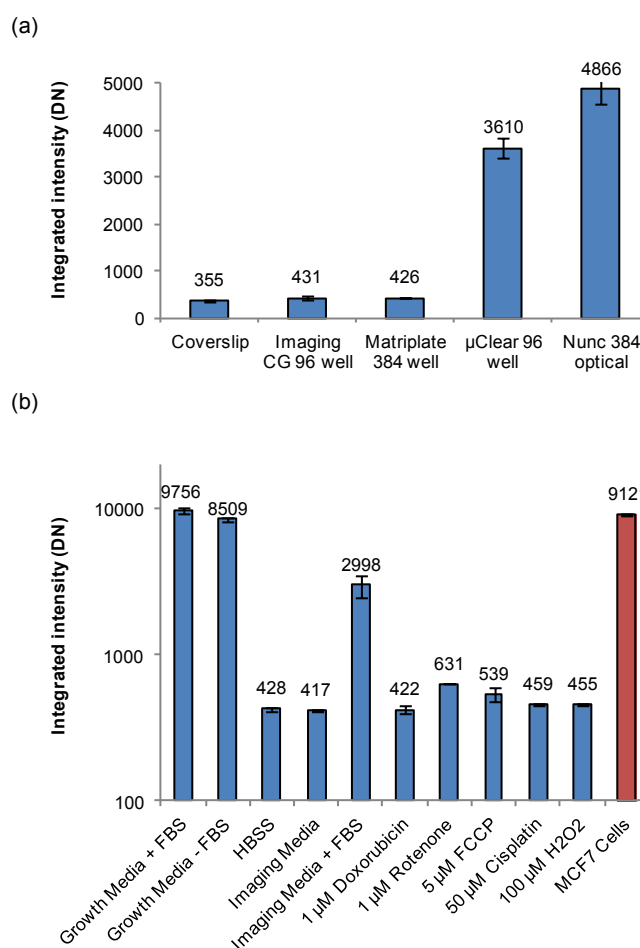 (a)
Integrated intensity (DN)
5000
4000
3000
2000
1000
0
355
431
426
3610
4866
Coverslip
Imaging
CG 96 well
Matriplate
384 well
µClear 96
well
Nunc 384
optical
(b)
Integrated intensity (DN)
10000
1000
100
9756
8509
428
417
2998
422
631
539
459
455
912
Growth Media + FBS
Growth Media - FBS
HBSS
Imaging Media
Imaging Media + FBS
1 µM Doxorubicin
1 µM Rotenone
5 µM FCCP
50 µM Cisplatin
100 µM H2O2
MCF7 Cells